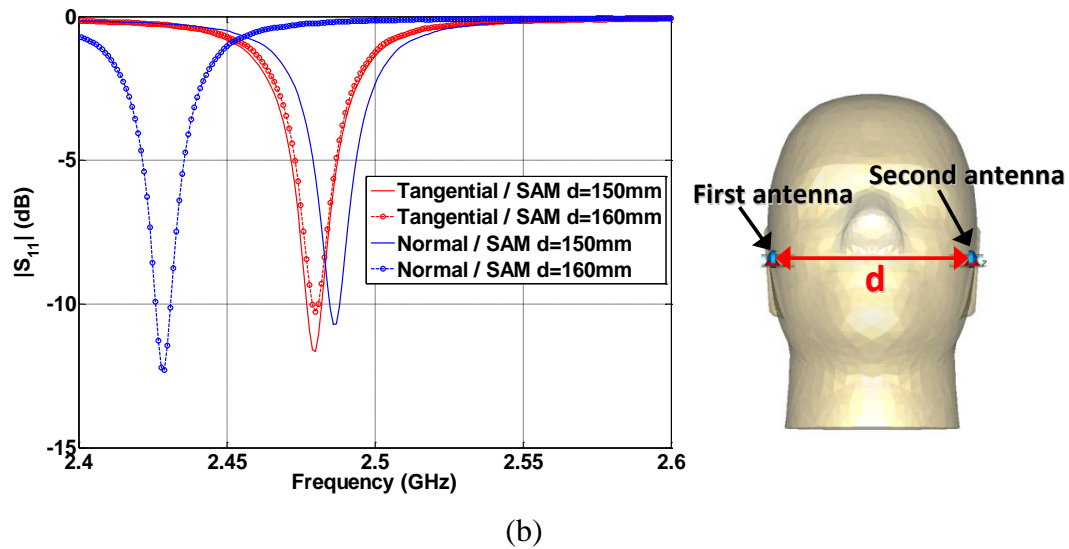 0
-5
-10
-15
2.4
2.45
2.5
2.55
2.6
|S11| (dB)
Frequency (GHz)
Tangential / SAM d=150mm
Tangential / SAM d=160mm
Normal / SAM d=150mm
Normal / SAM d=160mm
First antenna
Second antenna
d
z
(b)